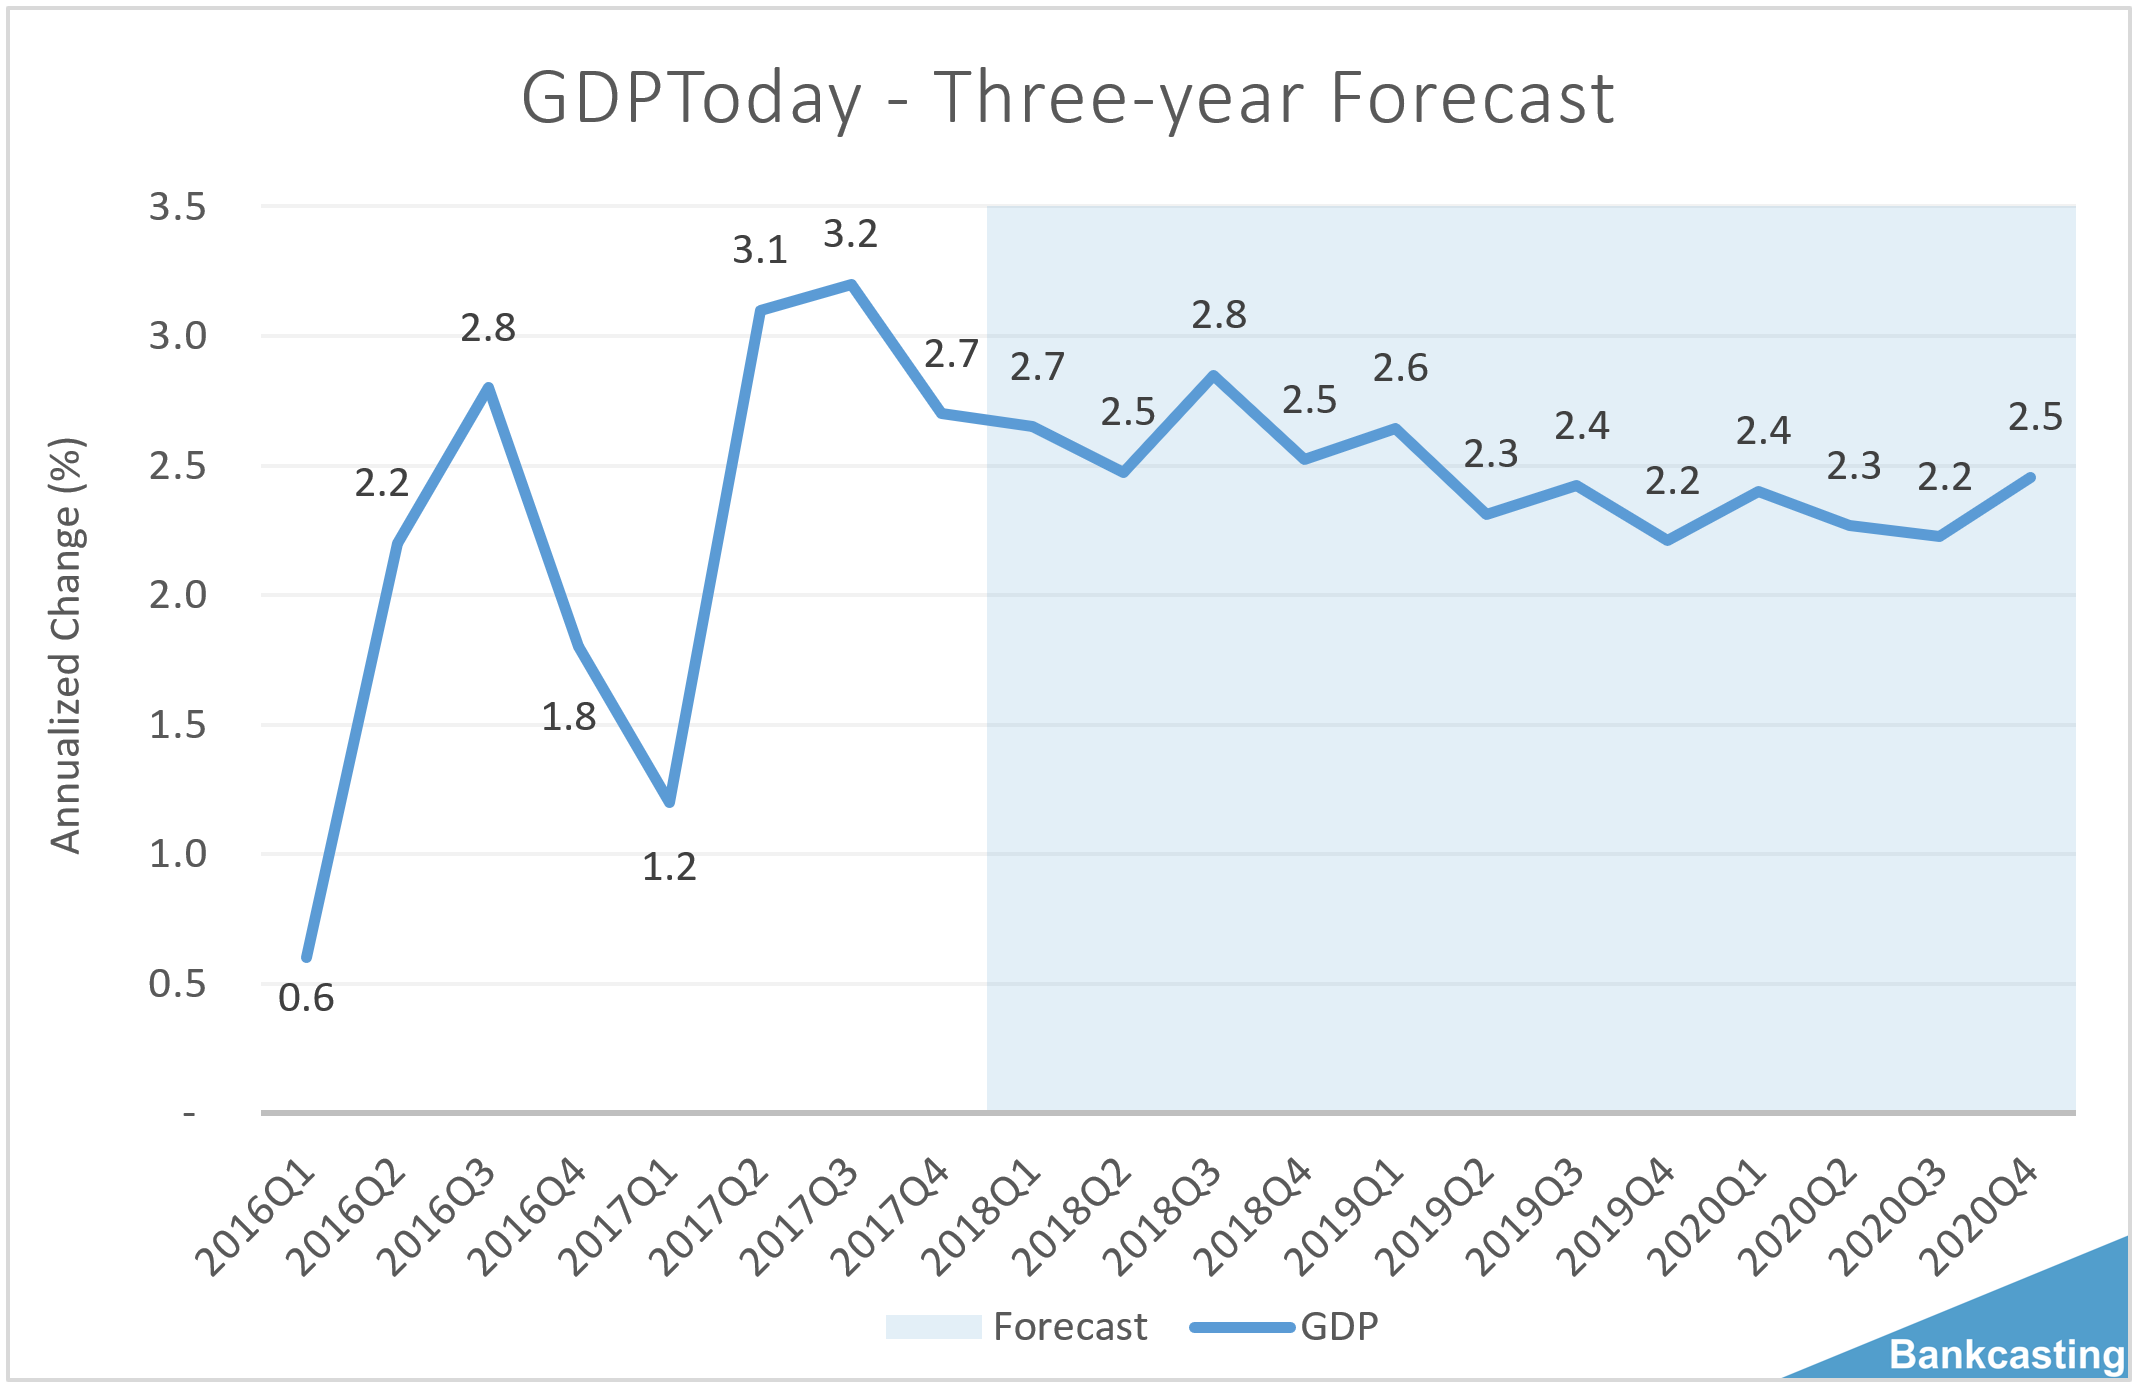 GDPToday - Three-year Forecast
Annualized Change (%)
3.5
3.0
2.5
2.0
1.5
1.0
0.5
-
0.6
2.2
2.8
1.8
1.2
3.1
3.2
2.7
2.7
2.5
2.8
2.5
2.6
2.3
2.4
2.2
2.4
2.3
2.2
2.5
2016Q1
2016Q2
2016Q3
2016Q4
2017Q1
2017Q2
2017Q3
2017Q4
2018Q1
2018Q2
2018Q3
2018Q4
2019Q1
2019Q2
2019Q3
2019Q4
2020Q1
2020Q2
2020Q3
2020Q4
Forecast
GDP
Bankcasting